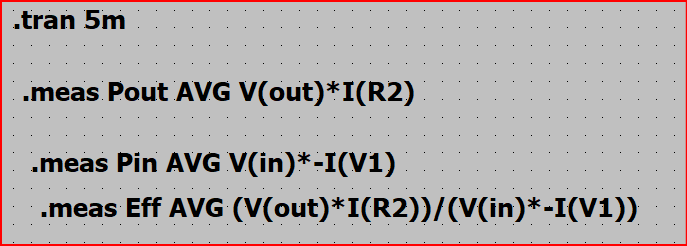 .tran 5m
.meas Pout AVG V(out)*I(R2)
.meas Pin AVG V(in)*-I(V1)
.meas Eff AVG (V(out)*I(R2))/(V(in)*-I(V1))